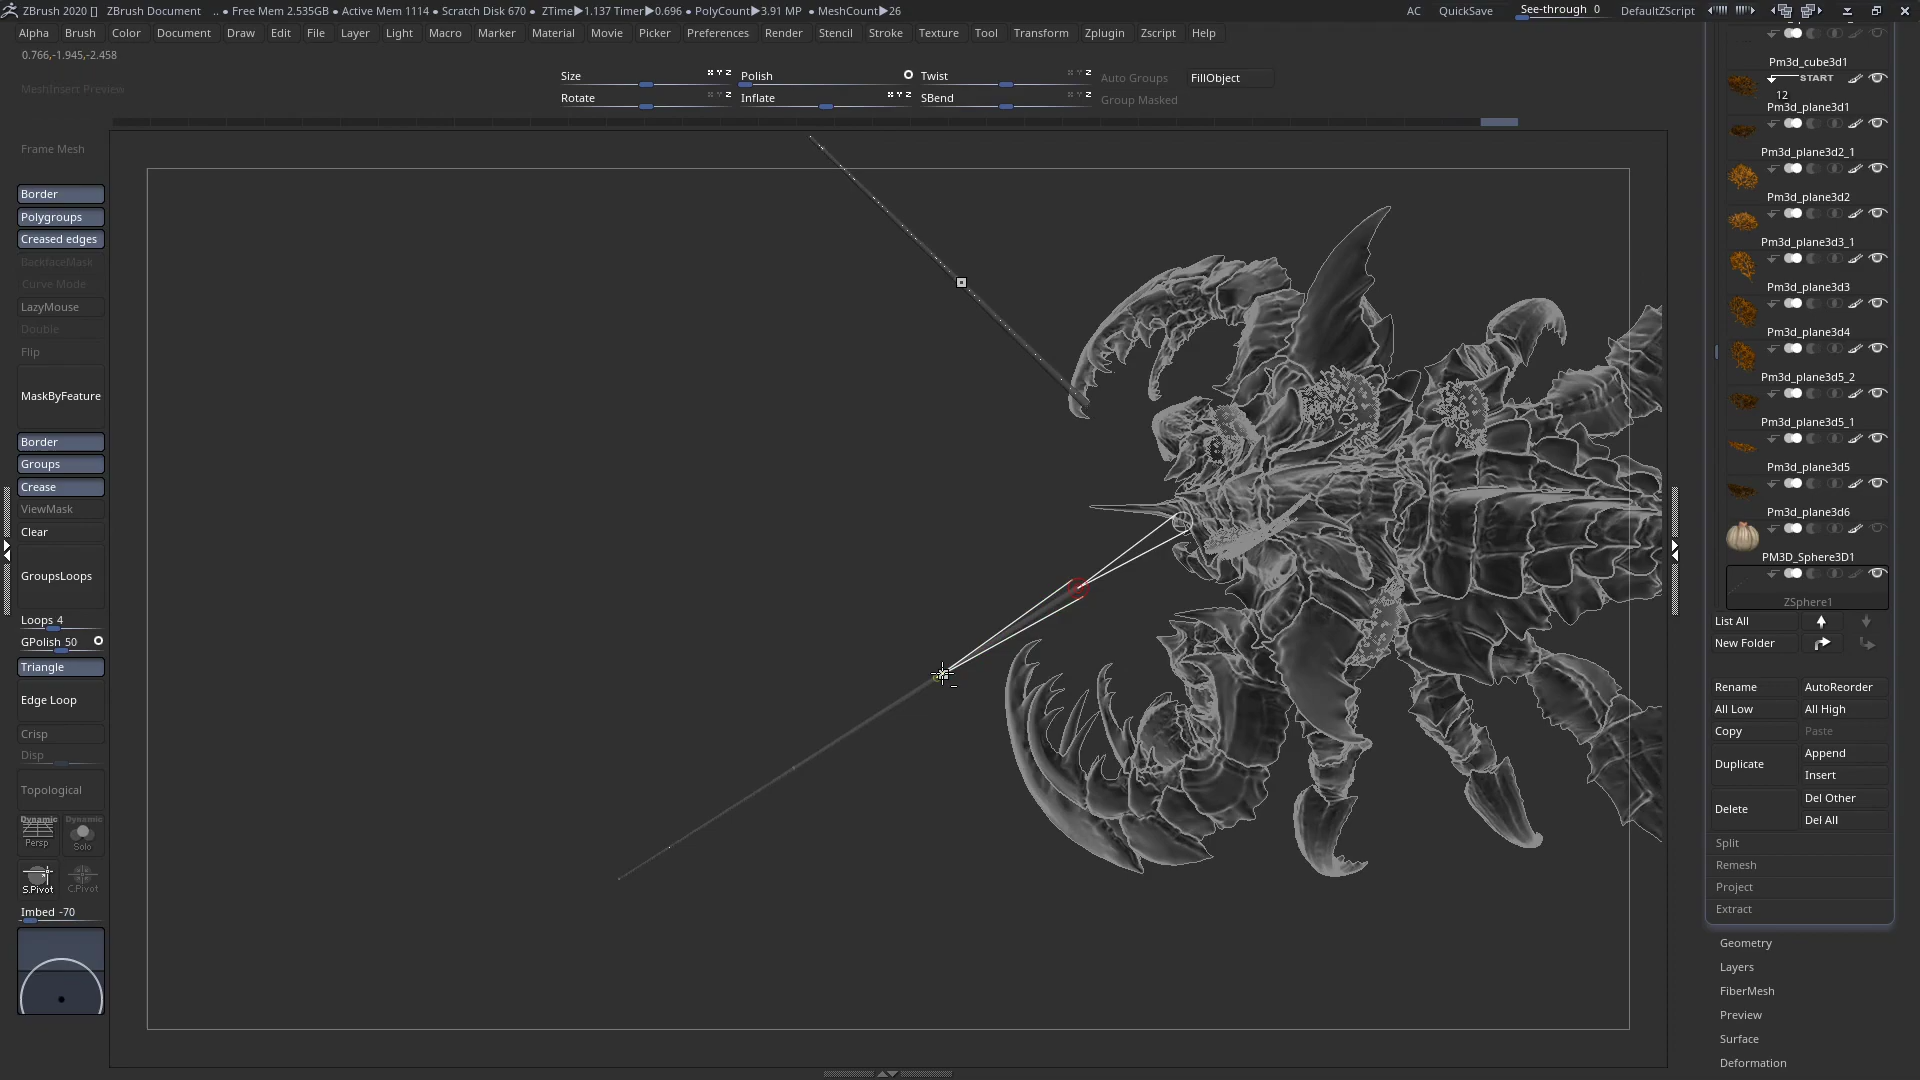 ZBrush 2020 [] ZBrush Document .. • Free Mem 2.535GB • Active Mem 1114 • Scratch Disk 670 • ZTime▶1.137 Timer▶0.696 • PolyCount▶3.91 MP • MeshCount▶26 AC QuickSave See-through 0 DefaultZScript
Alpha Brush Color Document Draw Edit File Layer Light Macro Marker Material Movie Picker Preferences Render Stencil Stroke Texture Tool Transform Zplugin Zscript Help
0.766,-1.945,-2.458
MeshInsert Preview
Size Polish Twist Auto Groups FillObject
Rotate Inflate SBend Group Masked
Frame Mesh
Border
Polygroups
Creased edges
BackfaceMask
Curve Mode
LazyMouse
Double
Flip
MaskByFeature
Border
Groups
Crease
ViewMask
Clear
GroupsLoops
Loops 4
GPolish 50
Triangle
Edge Loop
Crisp
Disp
Topological
Dynamic Dynamic
Persp Solo
S.Pivot C.Pivot
Imbed -70
Pm3d_cube3d1
START
12
Pm3d_plane3d1
Pm3d_plane3d2_1
Pm3d_plane3d2
Pm3d_plane3d3_1
Pm3d_plane3d3
Pm3d_plane3d4
Pm3d_plane3d5_2
Pm3d_plane3d5_1
Pm3d_plane3d5
Pm3d_plane3d6
PM3D_Sphere3D1
ZSphere1
List All
New Folder
Rename AutoReorder
All Low All High
Copy Paste
Duplicate Append
Insert
Delete Del Other
Del All
Split
Remesh
Project
Extract
Geometry
Layers
FiberMesh
Preview
Surface
Deformation